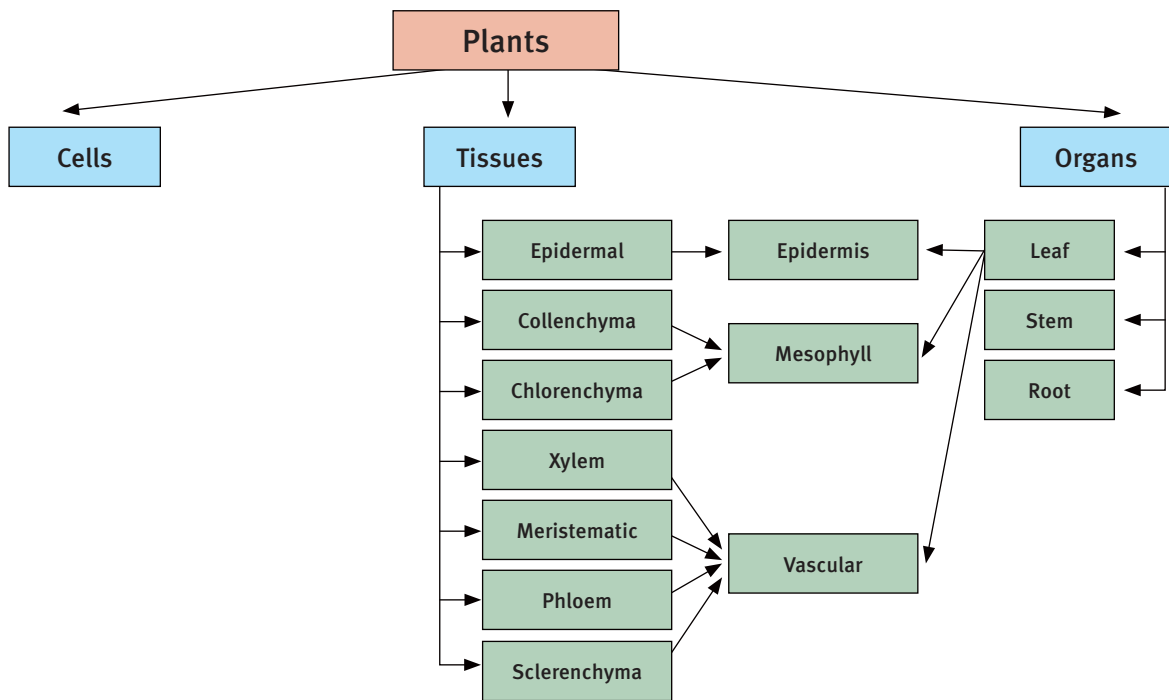 Plants
Cells
Tissues
Organs
Epidermal
Epidermis
Leaf
Collenchyma
Mesophyll
Stem
Chlorenchyma
Root
Xylem
Meristematic
Vascular
Phloem
Sclerenchyma